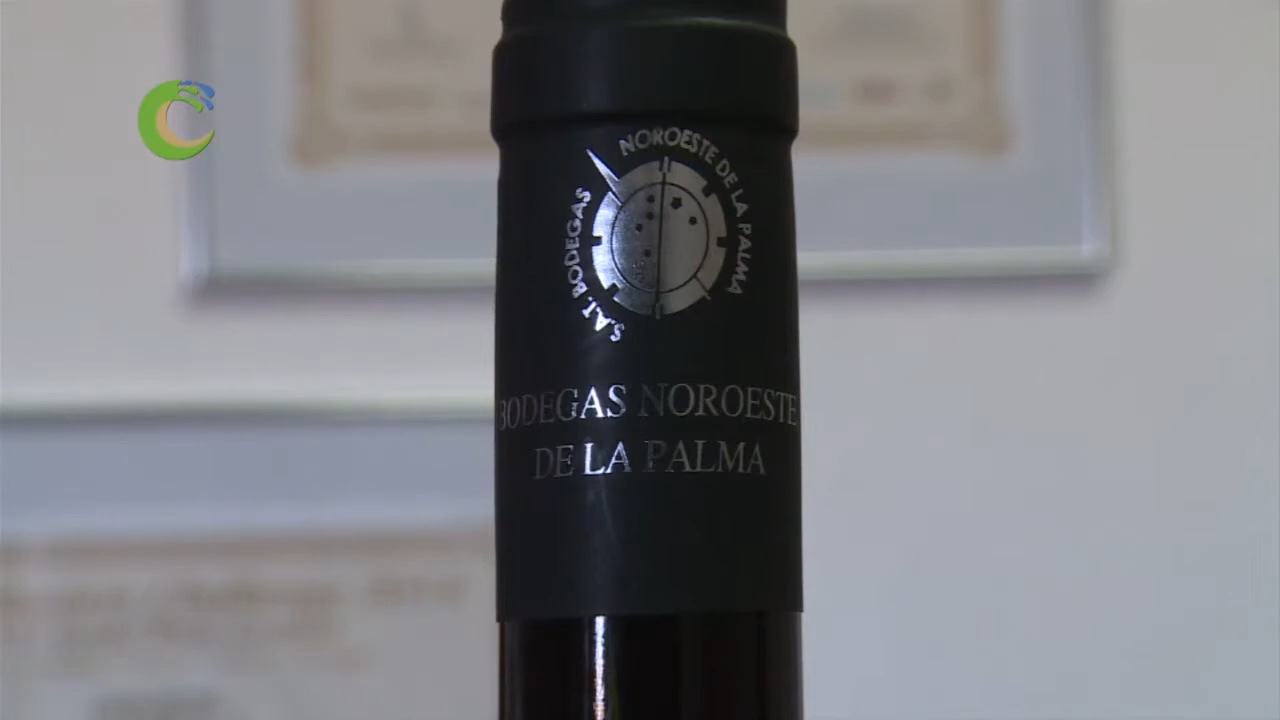 S.A.T. BODEGAS NOROESTE DE LA PALMA
BODEGAS NOROESTE
DE LA PALMA